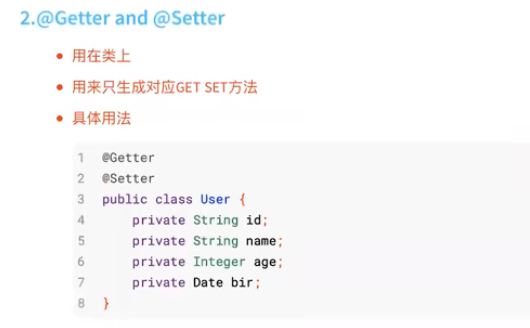 2.@Getter and @Setter
用在类上
用来只生成对应GET SET方法
具体用法
1 @Getter
2 @Setter
3 public class User {
4     private String id;
5     private String name;
6     private Integer age;
7     private Date bir;
8 }